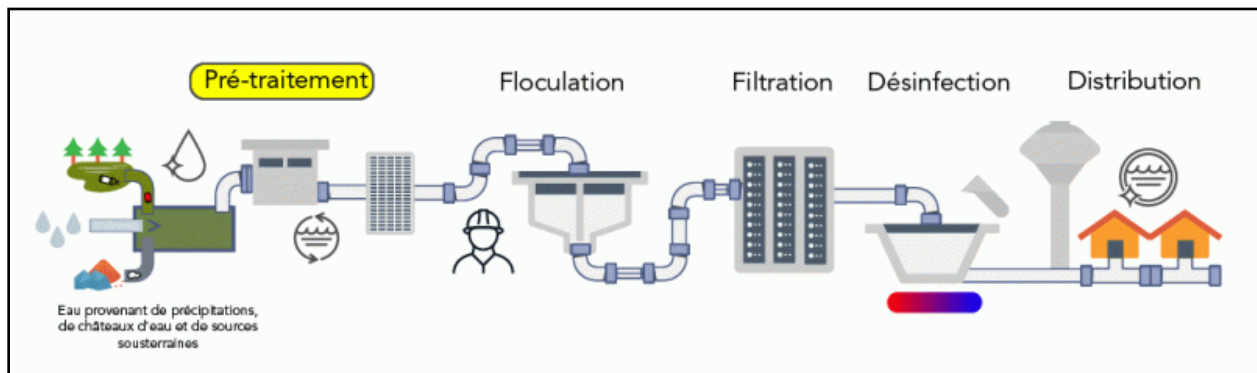 Pré-traitement
Floculation
Filtration
Désinfection
Distribution
Eau provenant de précipitations,
de châteaux d'eau et de sources
sousterraines